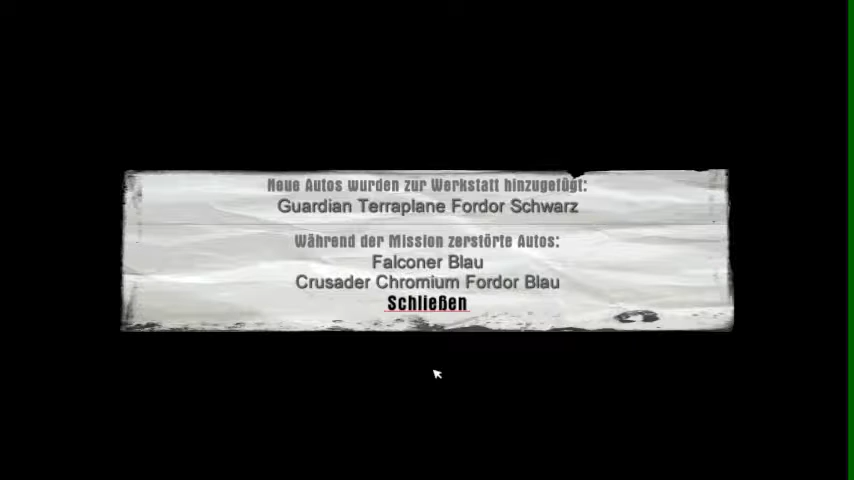 Neue Autos wurden zur Werkstatt hinzugefügt:
Guardian Terraplane Fordor Schwarz
Während der Mission zerstörte Autos:
Falconer Blau
Crusader Chromium Fordor Blau
Schließen